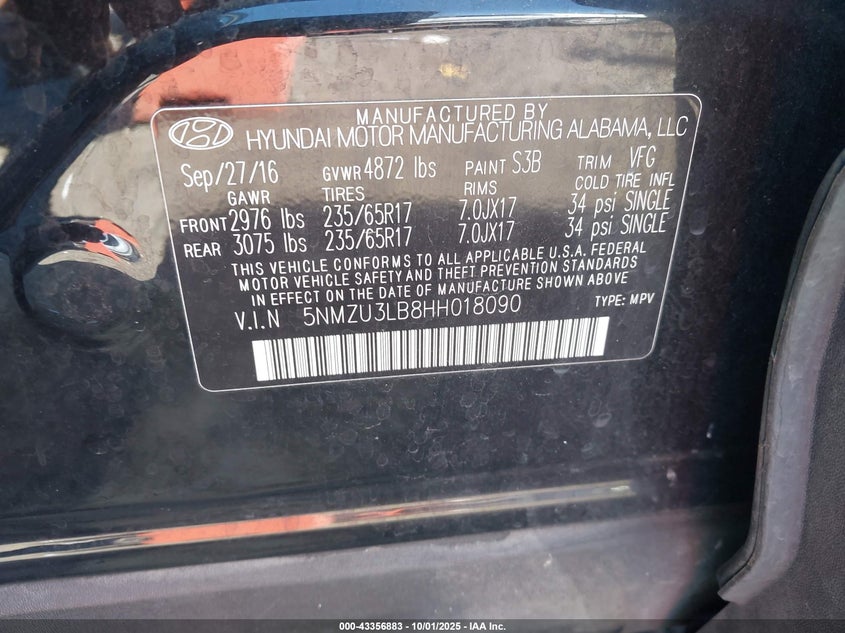 MANUFACTURED BY
HYUNDAI MOTOR MANUFACTURING ALABAMA, LLC
Sep/27/16 GVWR 4872 lbs PAINT S3B TRIM VFG
GAWR TIRES RIMS COLD TIRE INFL
FRONT 2976 lbs 235/65R17 7.0JX17 34 psi SINGLE
REAR 3075 lbs 235/65R17 7.0JX17 34 psi SINGLE
THIS VEHICLE CONFORMS TO ALL APPLICABLE U.S.A. FEDERAL
MOTOR VEHICLE SAFETY AND THEFT PREVENTION STANDARDS
IN EFFECT ON THE DATE OF MANUFACTURE SHOWN ABOVE
V.I.N 5NMZU3LB8HH018090 TYPE: MPV
000-43356883 - 10/01/2025 - IAA Inc.